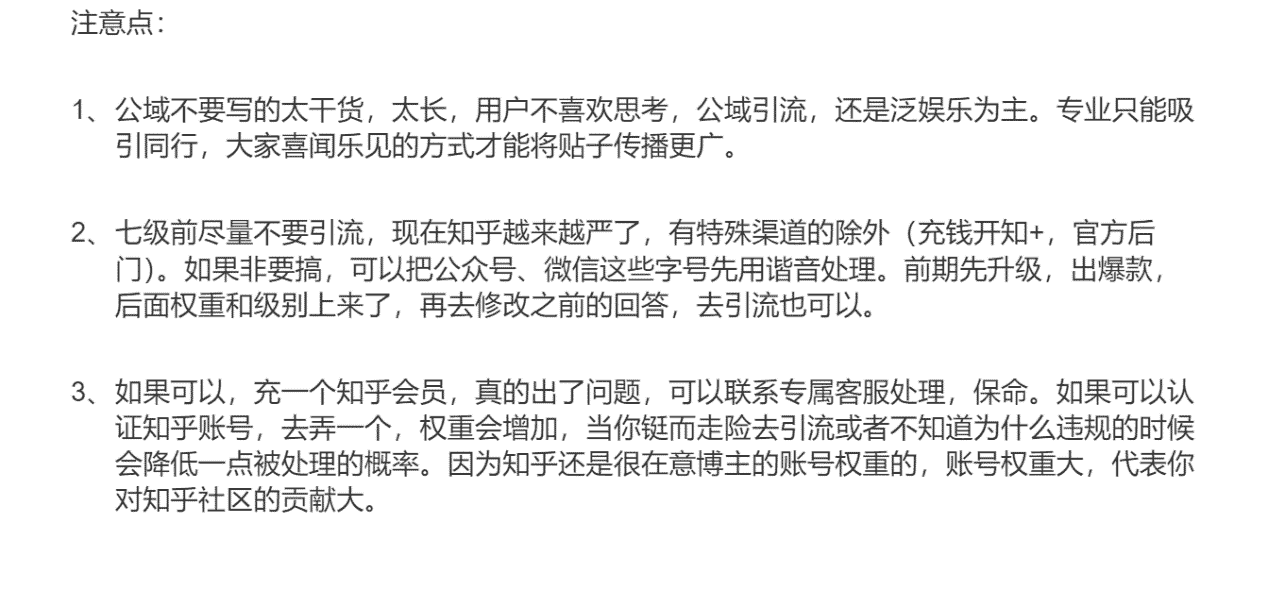 注意点：
1、公域不要写的太干货，太长，用户不喜欢思考，公域引流，还是泛娱乐为主。专业只能吸
引同行，大家喜闻乐见的方式才能将贴子传播更广。
2、七级前尽量不要引流，现在知乎越来越严了，有特殊渠道的除外（充钱开知+，官方后
门）。如果非要搞，可以把公众号、微信这些字号先用谐音处理。前期先升级，出爆款，
后面权重和级别上来了，再去修改之前的回答，去引流也可以。
3、如果可以，充一个知乎会员，真的出了问题，可以联系专属客服处理，保命。如果可以认
证知乎账号，去弄一个，权重会增加，当你铤而走险去引流或者不知道为什么违规的时候
会降低一点被处理的概率。因为知乎还是很在意博主的账号权重的，账号权重大，代表你
对知乎社区的贡献大。